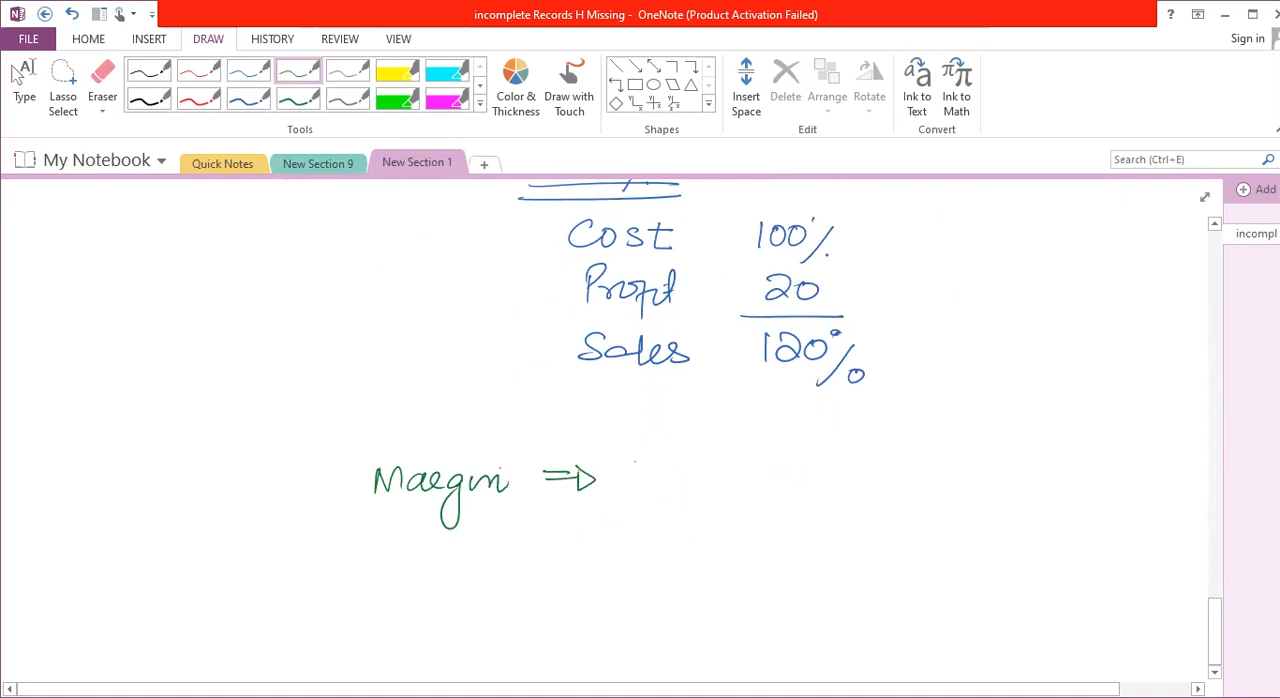 incomplete Records H Missing - OneNote (Product Activation Failed)
Sign in
FILE HOME INSERT DRAW HISTORY REVIEW VIEW
Type Lasso Select Eraser Color & Thickness Draw with Touch Insert Space Delete Arrange Rotate Ink to Text Ink to Math
Tools Shapes Edit Convert
My Notebook Quick Notes New Section 9 New Section 1 + Search (Ctrl+E)
Add
incompl
Cost 100%
Profit 20
Sales 120%
Margin ⇒